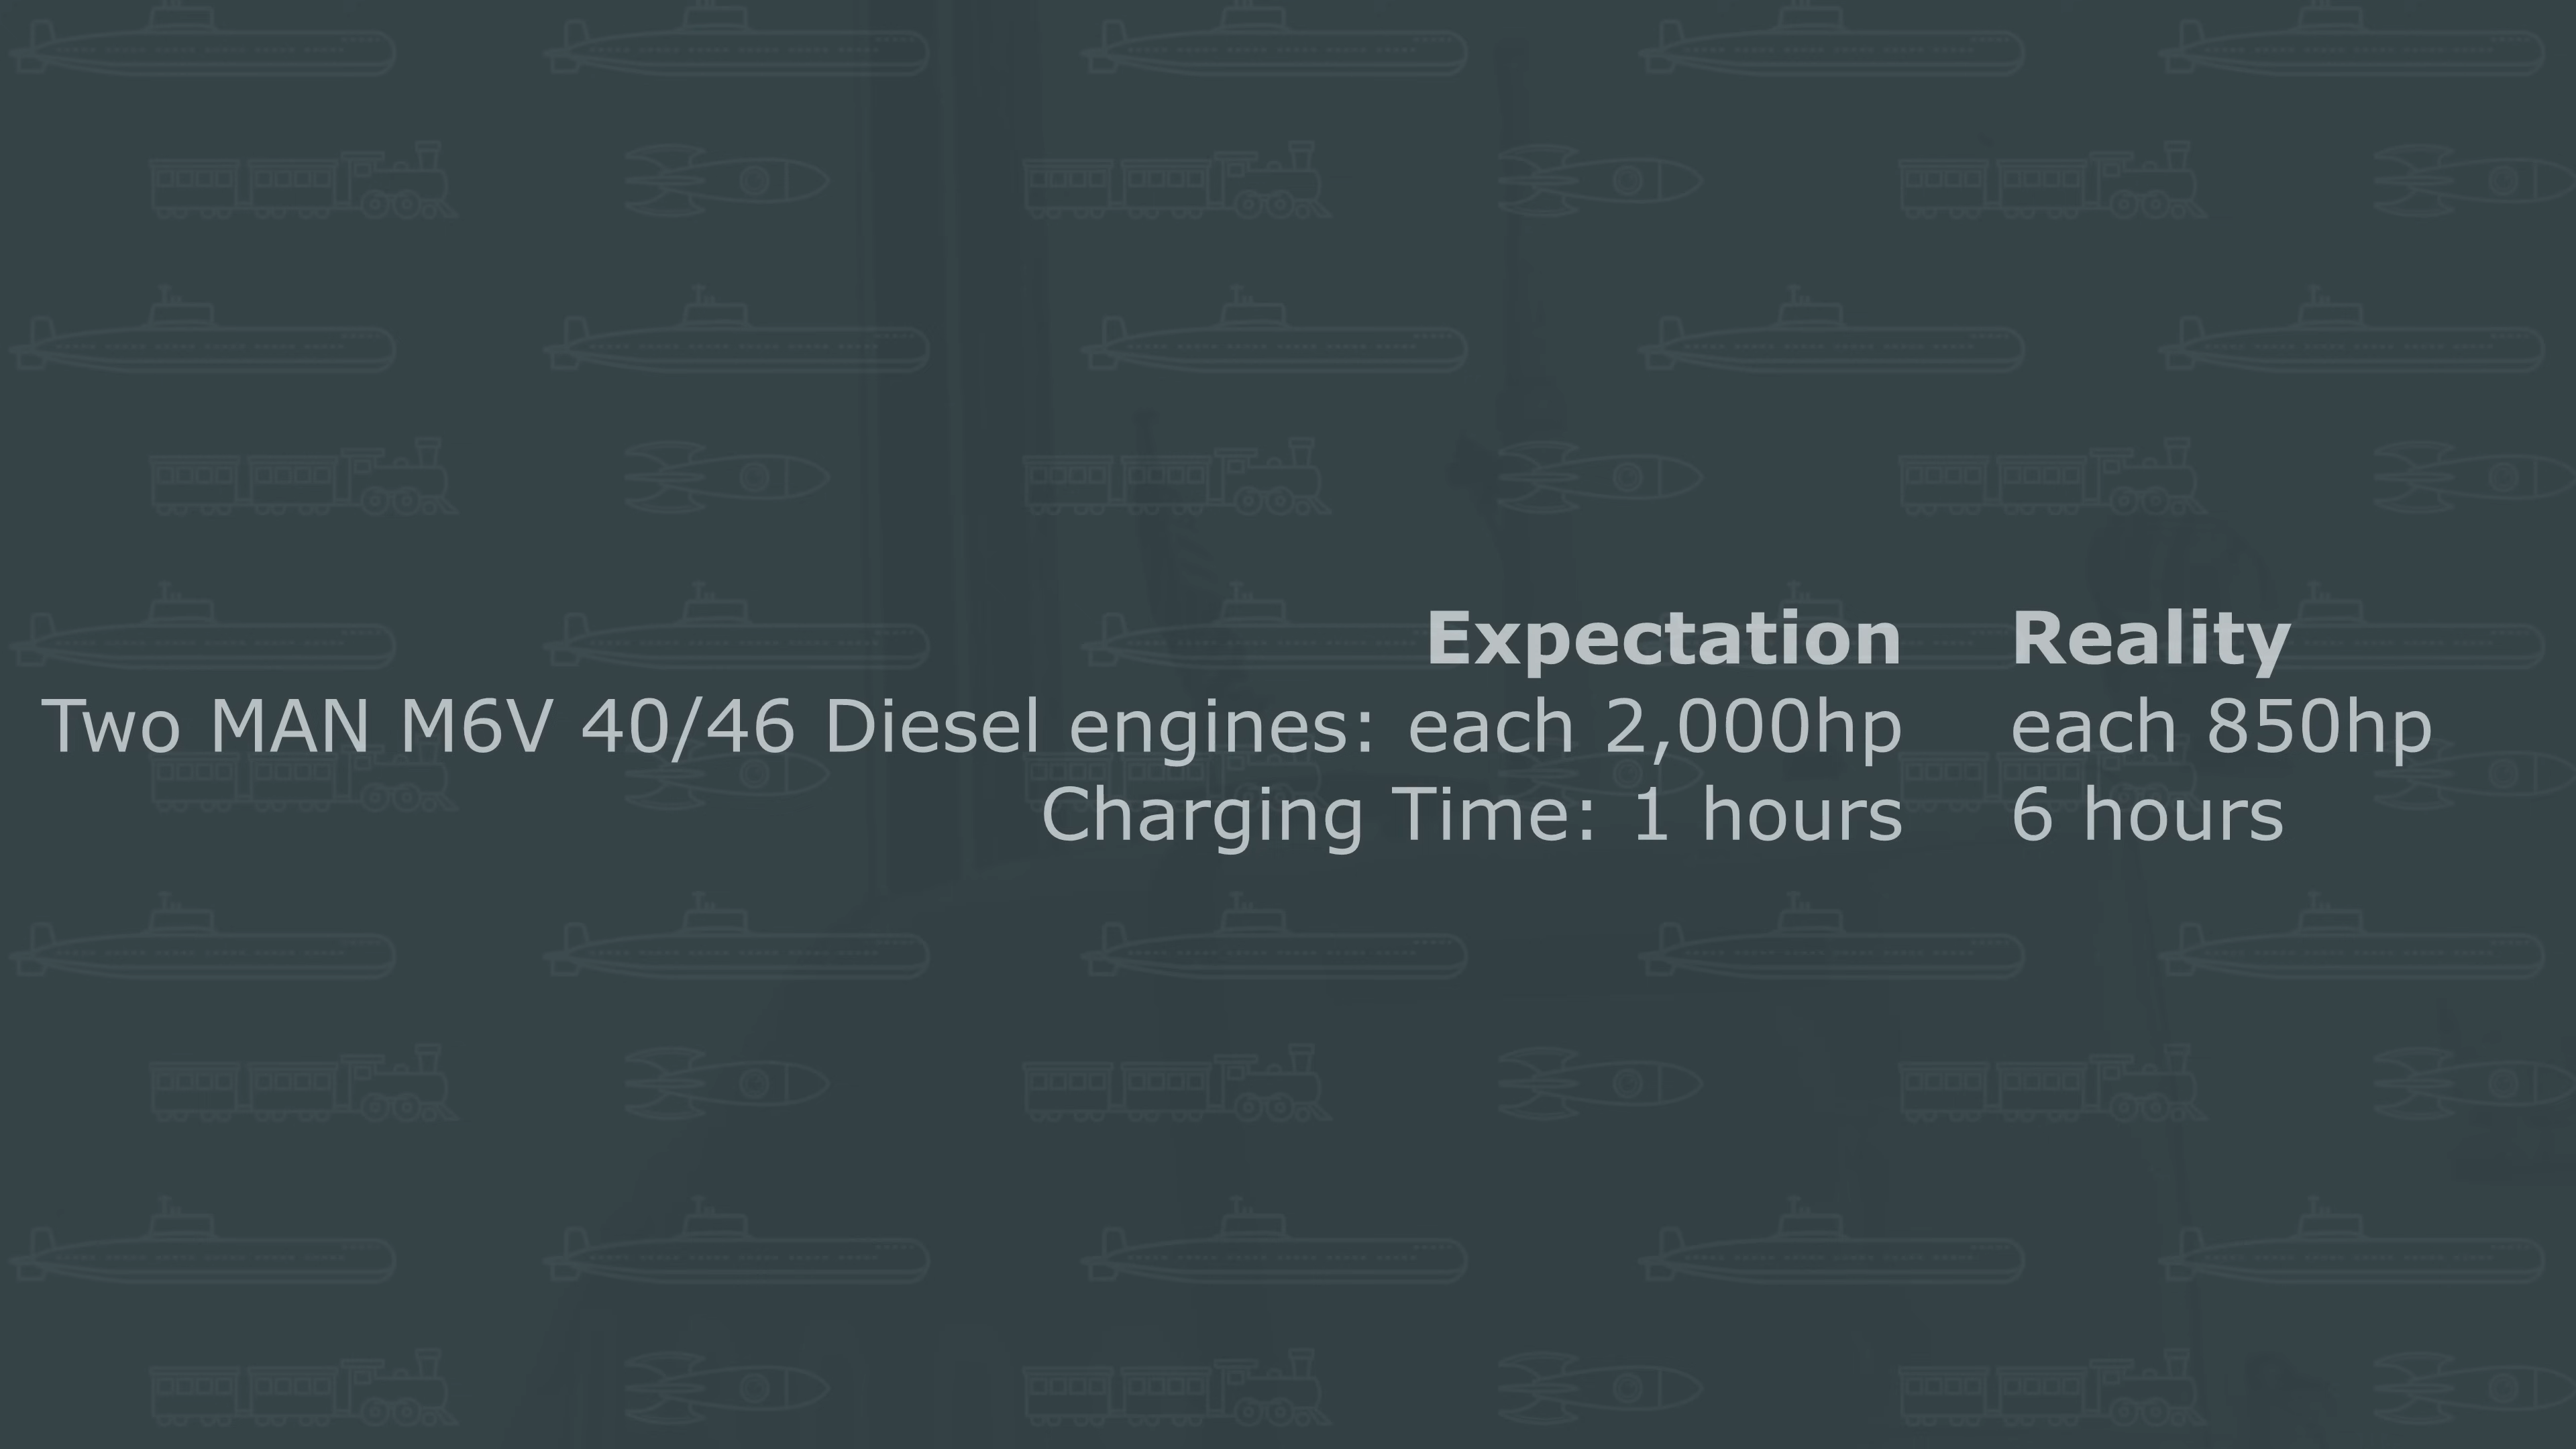 Expectation Reality
Two MAN M6V 40/46 Diesel engines: each 2,000hp each 850hp
Charging Time: 1 hours 6 hours